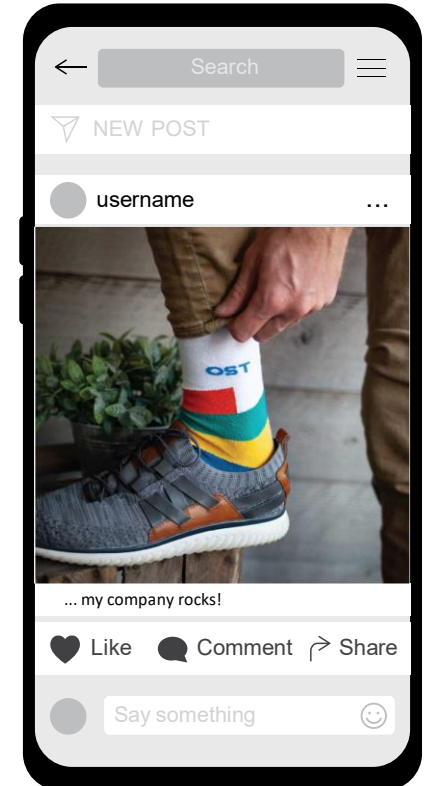 Search
NEW POST
username
...
OST
... my company rocks!
Like
Comment
Share
Say something